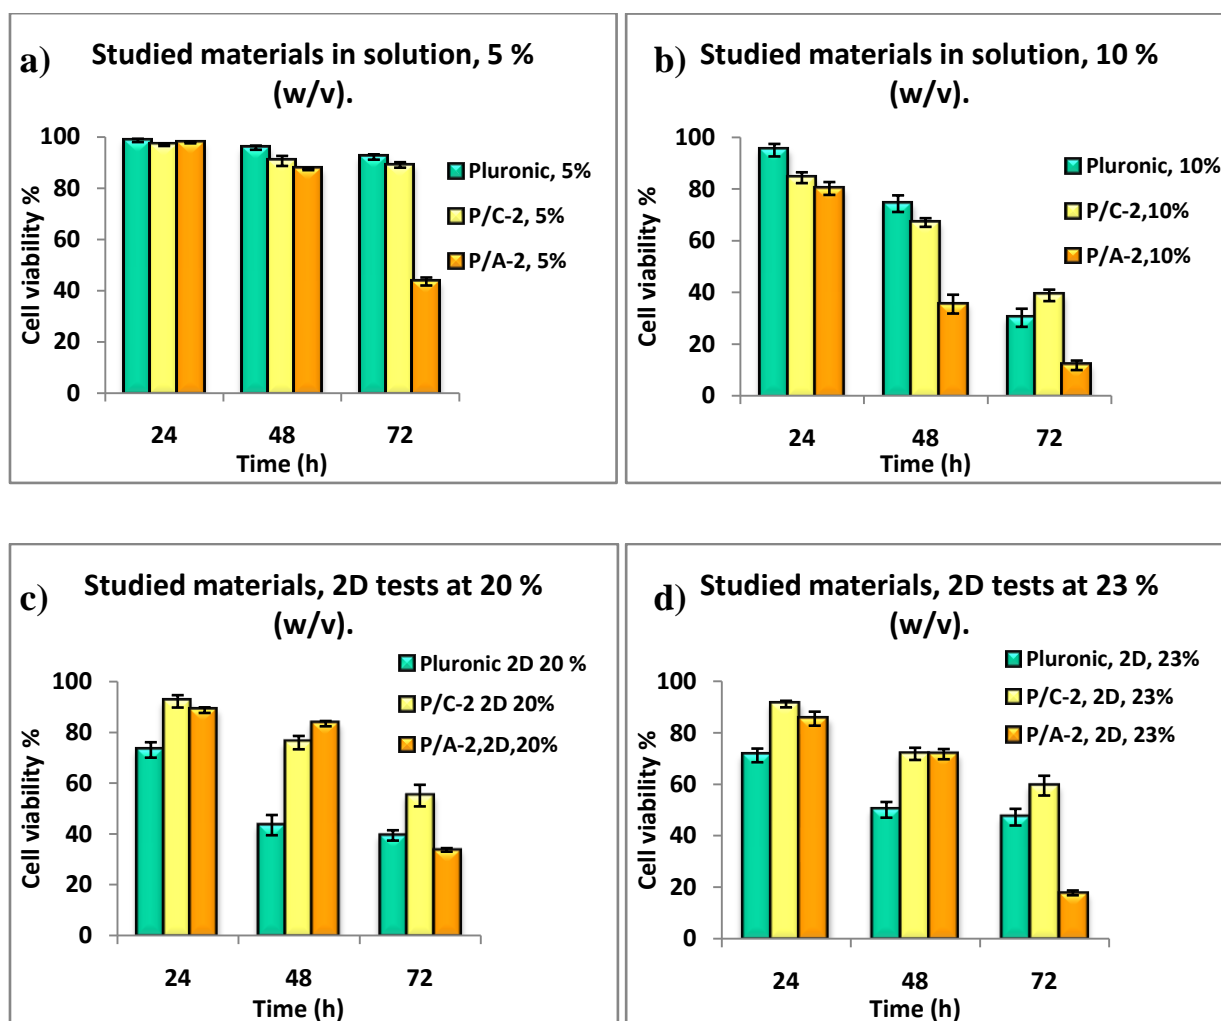 a)
Studied materials in solution, 5 %
(w/v).
Cell viability %
100
80
60
40
20
0
24
48
72
Time (h)
Pluronic, 5%
P/C-2, 5%
P/A-2, 5%
b)
Studied materials in solution, 10 %
(w/v).
Cell viability %
100
80
60
40
20
0
24
48
72
Time (h)
Pluronic, 10%
P/C-2,10%
P/A-2,10%
c)
Studied materials, 2D tests at 20 %
(w/v).
Cell viability %
100
80
60
40
20
0
24
48
72
Time (h)
Pluronic 2D 20 %
P/C-2 2D 20%
P/A-2,2D,20%
d)
Studied materials, 2D tests at 23 %
(w/v).
Cell viability %
100
80
60
40
20
0
24
48
72
Time (h)
Pluronic, 2D, 23%
P/C-2, 2D, 23%
P/A-2, 2D, 23%